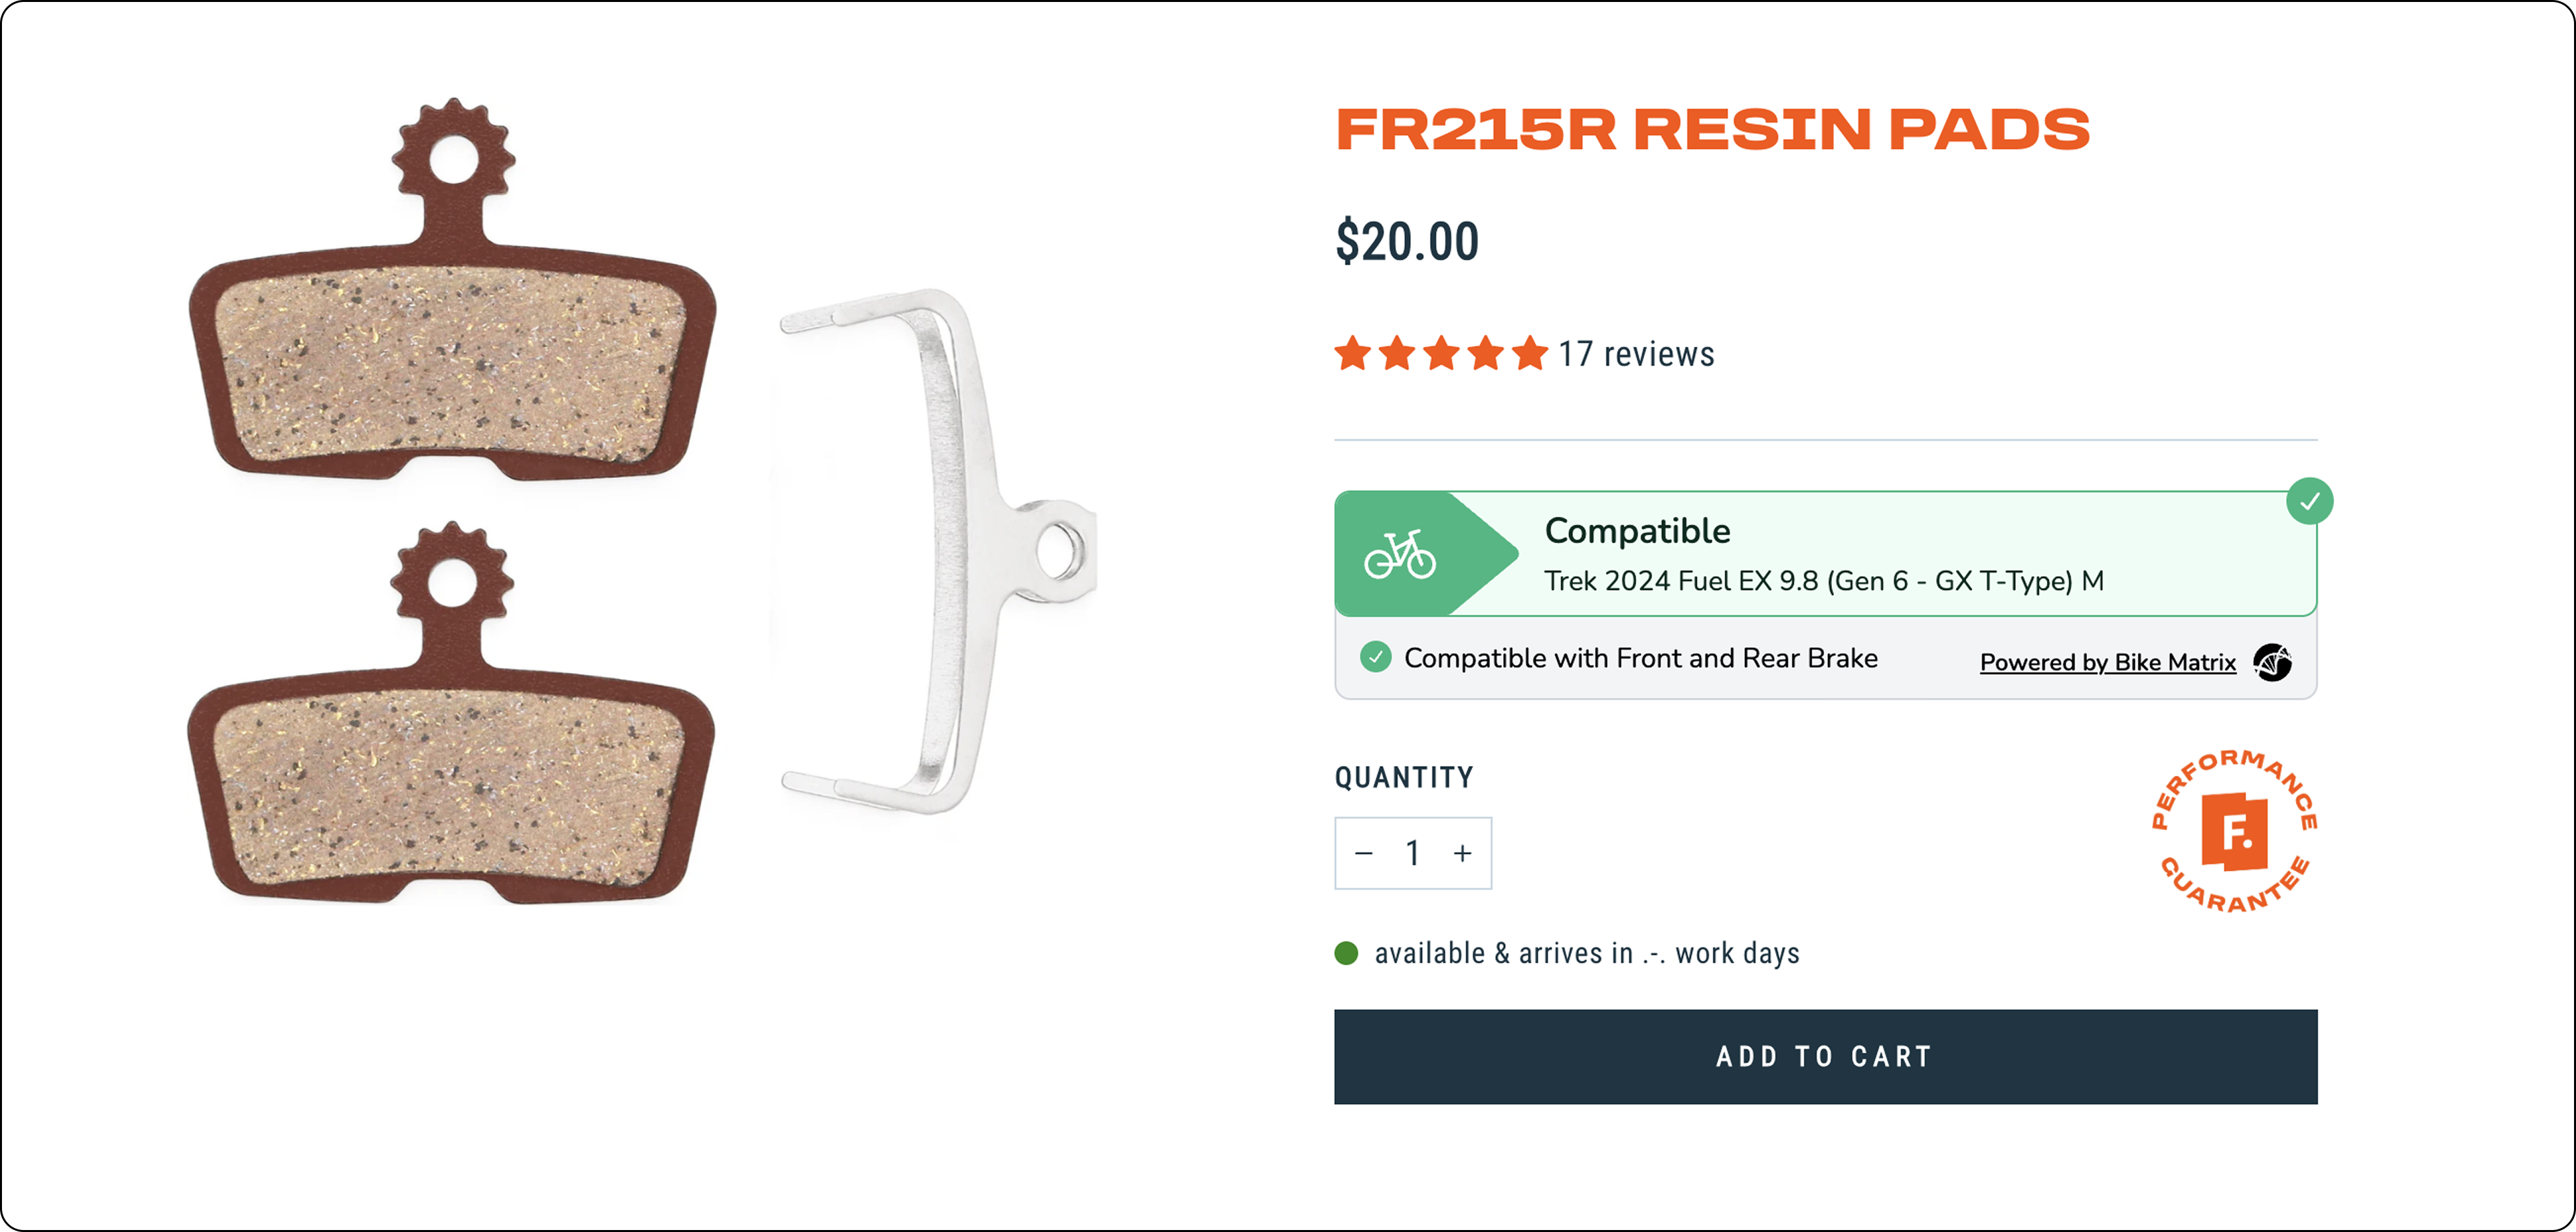 FR215R RESIN PADS
$20.00
17 reviews
Compatible
Trek 2024 Fuel EX 9.8 (Gen 6 - GX T-Type) M
Compatible with Front and Rear Brake
Powered by Bike Matrix
QUANTITY
− 1 +
PERFORMANCE
F.
GUARANTEE
available & arrives in .-. work days
ADD TO CART